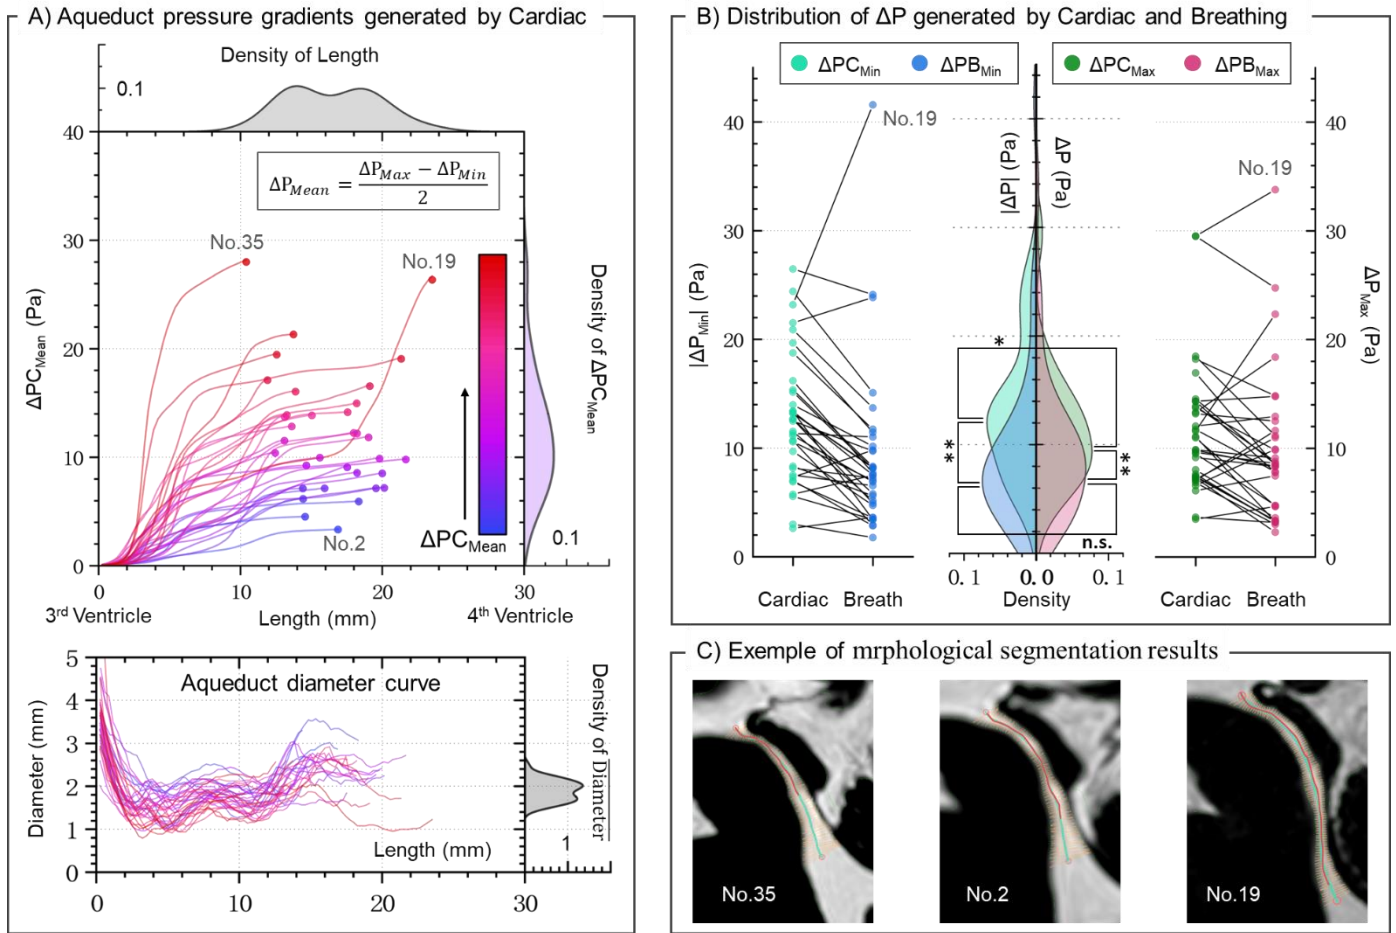 A) Aqueduct pressure gradients generated by Cardiac
Density of Length
0.1
40
30
20
10
0
ΔPC_Mean (Pa)
ΔP_Mean = (ΔP_Max − ΔP_Min) / 2
No.35
No.19
No.2
ΔPC_Mean
Density of ΔPC_Mean
0.1
0
10
20
30
3rd Ventricle
Length (mm)
4th Ventricle
Aqueduct diameter curve
5
4
3
2
1
0
Diameter (mm)
Length (mm)
0
10
20
1
Density of Diameter
B) Distribution of ΔP generated by Cardiac and Breathing
ΔPC_Min
ΔPB_Min
ΔPC_Max
ΔPB_Max
40
30
20
10
0
|ΔP_Min| (Pa)
No.19
Cardiac
Breath
|ΔP| (Pa)
ΔP (Pa)
*
**
**
n.s.
0.1
0.0
0.1
Density
No.19
Cardiac
Breath
40
30
20
10
0
ΔP_Max (Pa)
C) Exemple of mrphological segmentation results
No.35
No.2
No.19